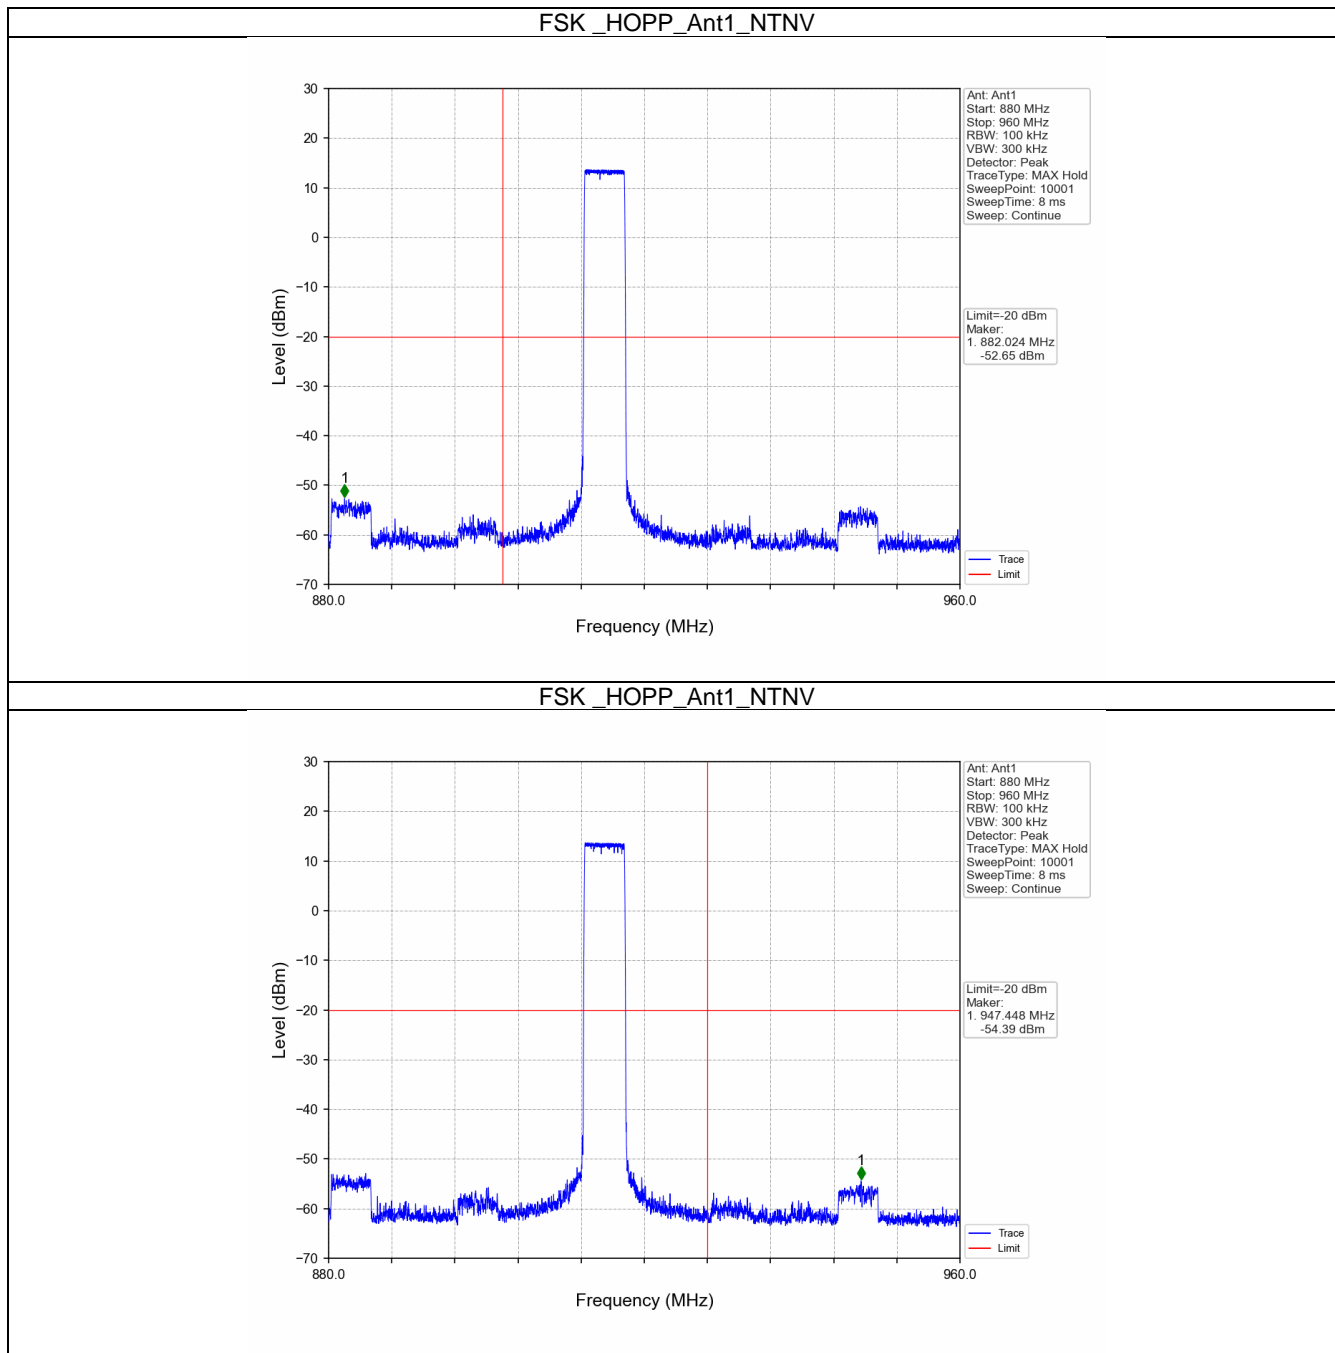 FSK _HOPP_Ant1_NTNV
30
20
10
0
−10
−20
−30
−40
−50
−60
−70
Level (dBm)
880.0
960.0
Frequency (MHz)
1
Ant: Ant1
Start: 880 MHz
Stop: 960 MHz
RBW: 100 kHz
VBW: 300 kHz
Detector: Peak
TraceType: MAX Hold
SweepPoint: 10001
SweepTime: 8 ms
Sweep: Continue
Limit=-20 dBm
Maker:
1. 882.024 MHz
-52.65 dBm
Trace
Limit
FSK _HOPP_Ant1_NTNV
30
20
10
0
−10
−20
−30
−40
−50
−60
−70
Level (dBm)
880.0
960.0
Frequency (MHz)
1
Ant: Ant1
Start: 880 MHz
Stop: 960 MHz
RBW: 100 kHz
VBW: 300 kHz
Detector: Peak
TraceType: MAX Hold
SweepPoint: 10001
SweepTime: 8 ms
Sweep: Continue
Limit=-20 dBm
Maker:
1. 947.448 MHz
-54.39 dBm
Trace
Limit